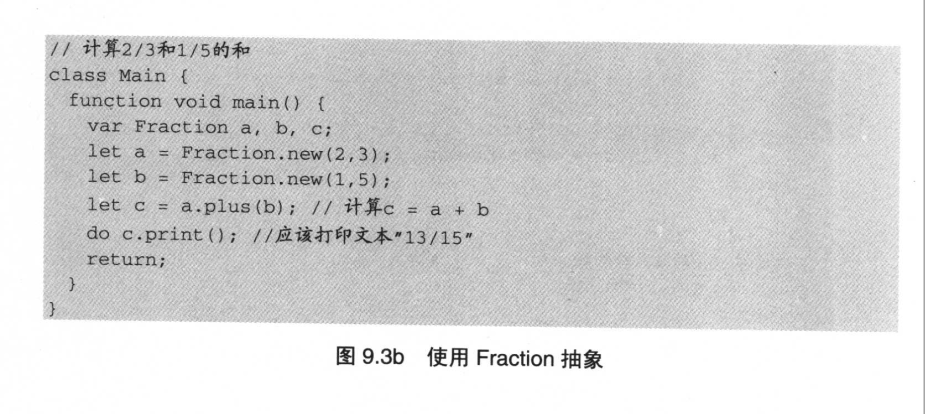 // 计算2/3和1/5的和
class Main {
  function void main() {
    var Fraction a, b, c;
    let a = Fraction.new(2,3);
    let b = Fraction.new(1,5);
    let c = a.plus(b); // 计算c = a + b
    do c.print(); //应该打印文本"13/15"
    return;
  }
}
图 9.3b 使用 Fraction 抽象